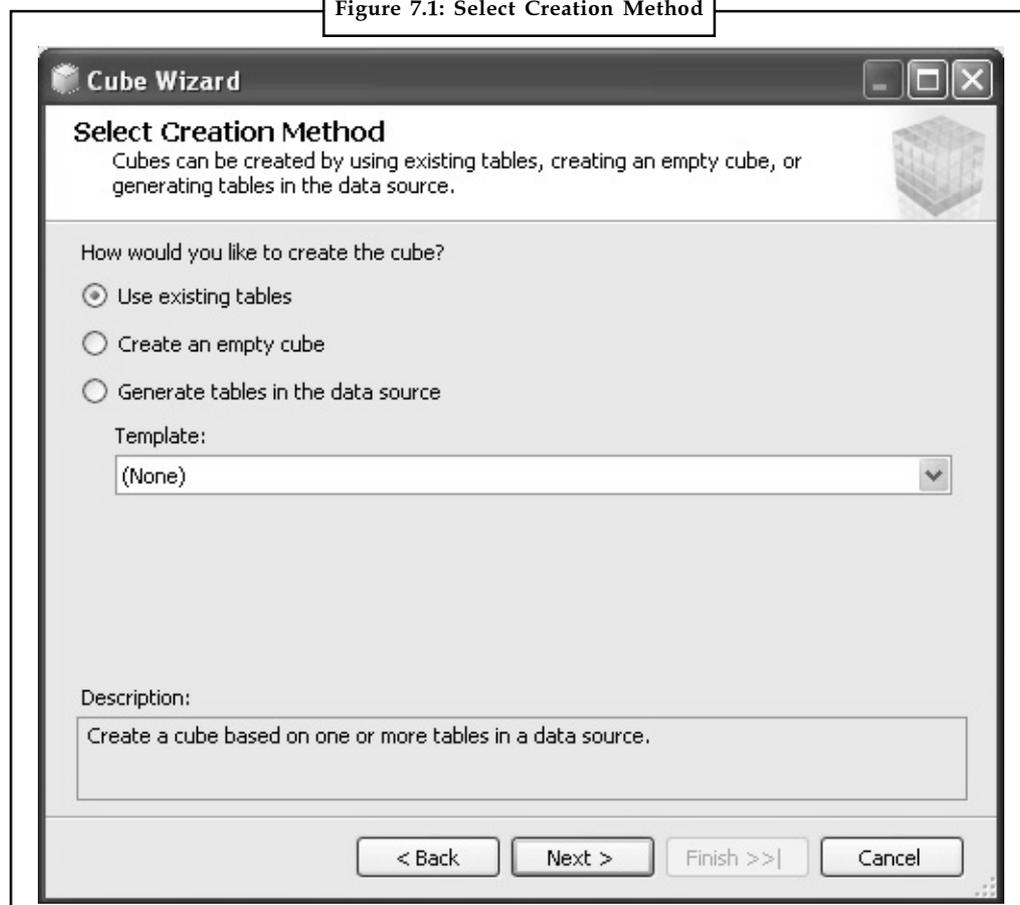 Figure 7.1: Select Creation Method
Cube Wizard
Select Creation Method
Cubes can be created by using existing tables, creating an empty cube, or
generating tables in the data source.
How would you like to create the cube?
Use existing tables
Create an empty cube
Generate tables in the data source
Template:
(None)
Description:
Create a cube based on one or more tables in a data source.
< Back
Next >
Finish >>|
Cancel